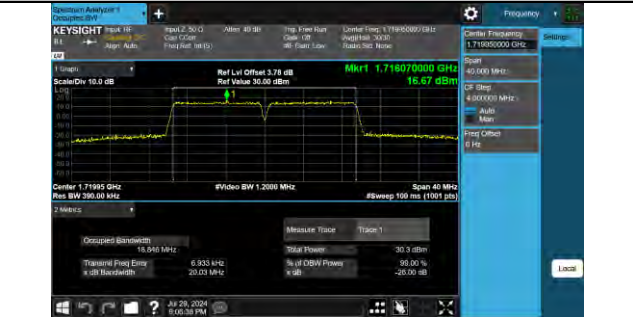 Spectrum Analyzer 1
Occupied BW
+
Frequency
KEYSIGHT
Input: RF
Align: Auto
Input Z: 50 Ω
Corr CCorr
Freq Ref: Int (S)
Atten: 40 dB
Trig: Free Run
Gate: Off
#IF Gain: Low
Center Freq: 1.719950000 GHz
Avg|Hold: 30/30
Radio Std: None
Center Frequency
1.719950000 GHz
Settings
Span
40.000 MHz
CF Step
4.000000 MHz
Auto
Man
Freq Offset
0 Hz
1 Graph
Scale/Div 10.0 dB
Log
Ref Lvl Offset 3.78 dB
Ref Value 30.00 dBm
Mkr1 1.716070000 GHz
16.67 dBm
1
Center 1.71995 GHz
Res BW 390.00 kHz
#Video BW 1.2000 MHz
Span 40 MHz
#Sweep 100 ms (1001 pts)
2 Metrics
Measure Trace
Trace 1
Occupied Bandwidth
Total Power
30.3 dBm
Transmit Freq Error
6.933 kHz
% of OBW Power
99.00 %
x dB Bandwidth
20.03 MHz
x dB
-26.00 dB
Local
?
Jul 29, 2024
9:06:38 PM